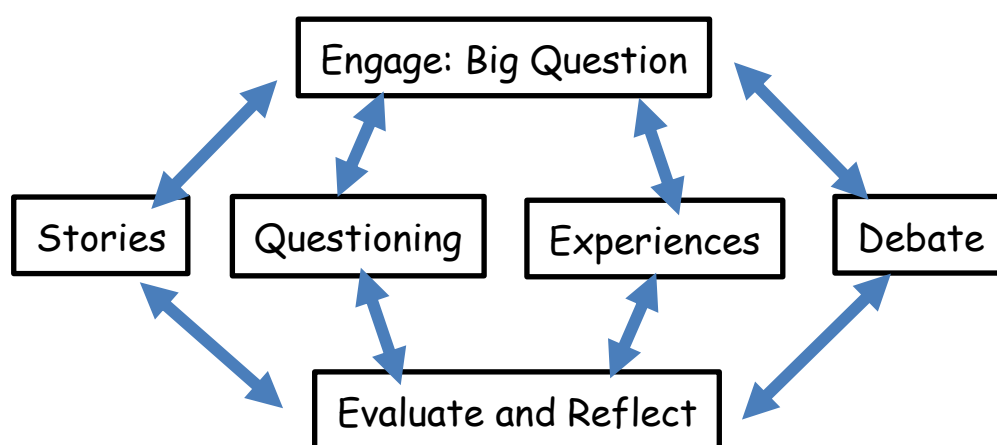 Engage: Big Question
Stories
Questioning
Experiences
Debate
Evaluate and Reflect